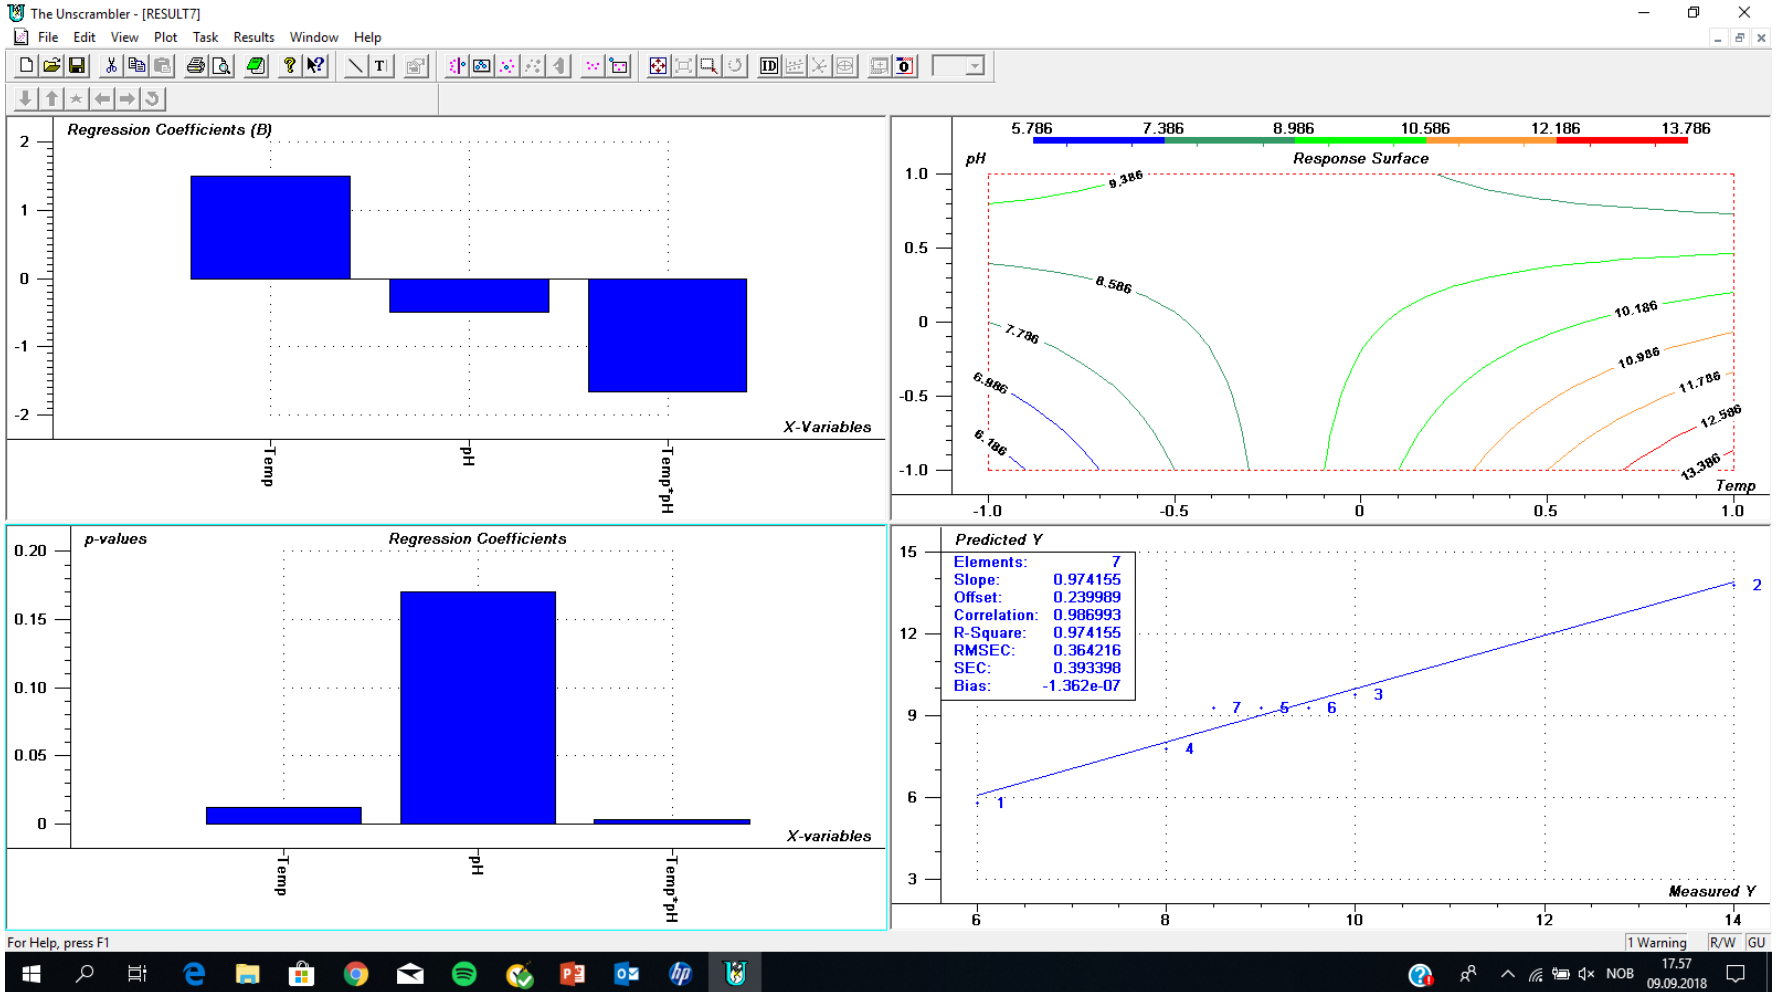 The Unscrambler - [RESULT7]
File Edit View Plot Task Results Window Help
Regression Coefficients (B)
2
1
0
-1
-2
X-Variables
Temp
pH
Temp*pH
5.786 7.386 8.986 10.586 12.186 13.786
pH
Response Surface
1.0
0.5
0
-0.5
-1.0
9.386
8.586
7.786
6.986
6.186
10.186
10.986
11.786
12.586
13.386
Temp
-1.0 -0.5 0 0.5 1.0
p-values
Regression Coefficients
0.20
0.15
0.10
0.05
0
X-variables
Temp
pH
Temp*pH
Predicted Y
Elements: 7
Slope: 0.974155
Offset: 0.239989
Correlation: 0.986993
R-Square: 0.974155
RMSEC: 0.364216
SEC: 0.393398
Bias: -1.362e-07
15
12
9
6
3
1
4
7
5
6
3
2
Measured Y
6 8 10 12 14
For Help, press F1
1 Warning R/W GU
NOB
17.57
09.09.2018